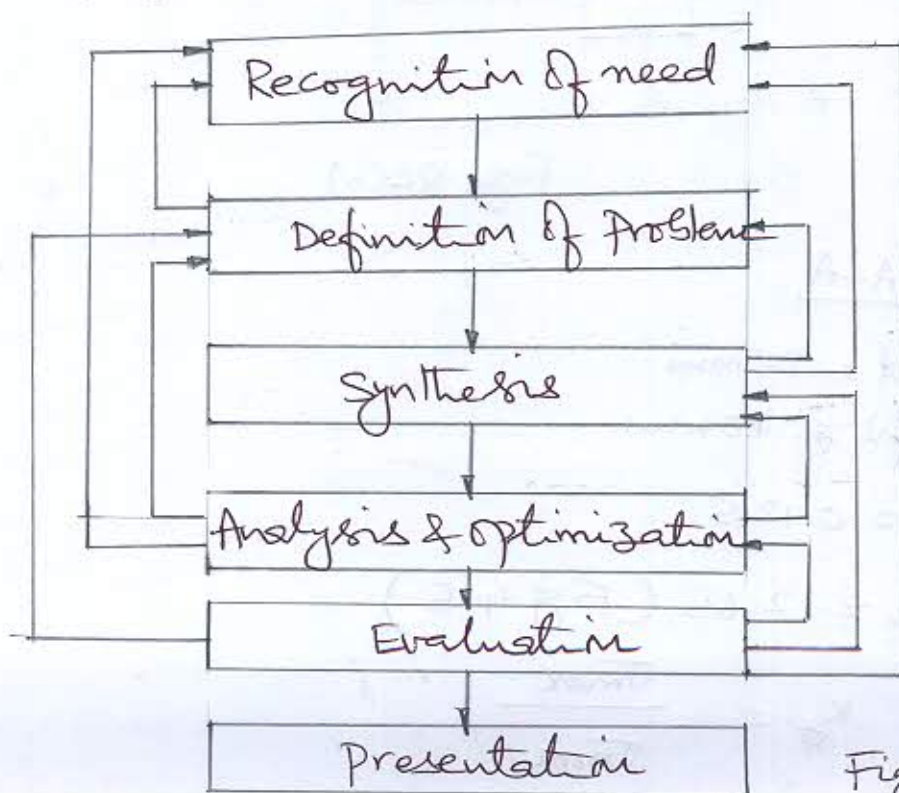 Recognition of need
Definition of Problem
Synthesis
Analysis & optimization
Evaluation
Presentation
Fig